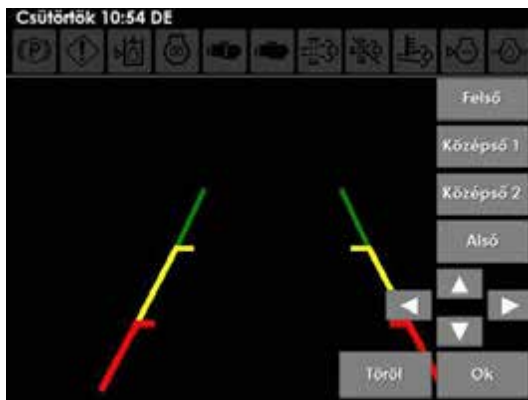 Csütörtök 10:54 DE
Felső
Középső 1
Középső 2
Alsó
Töröl
Ok